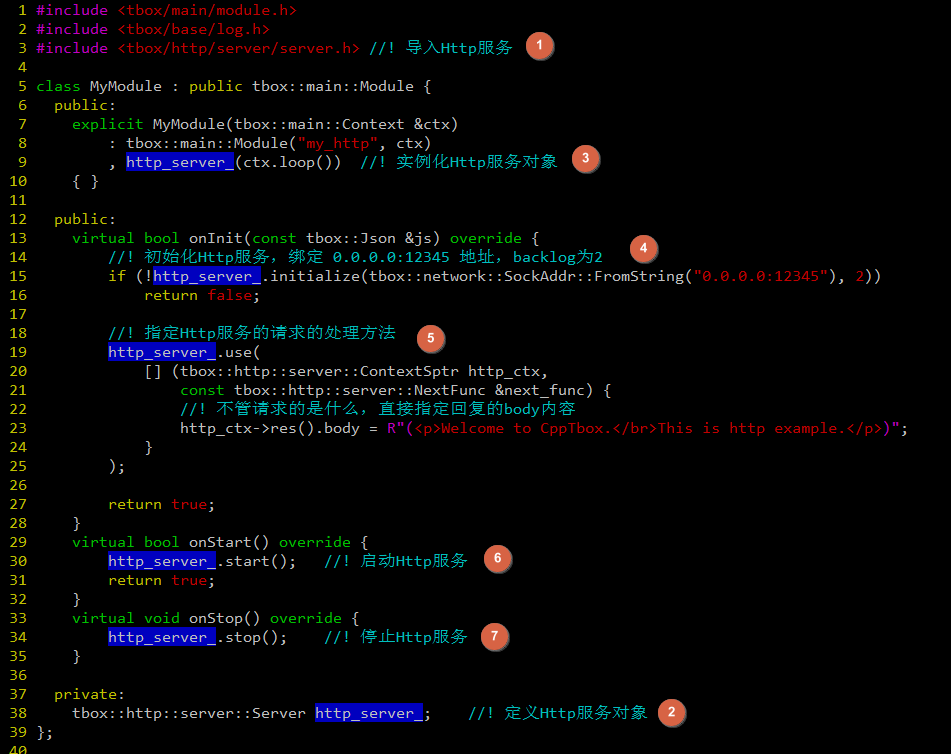 1 #include <tbox/main/module.h>
2 #include <tbox/base/log.h>
3 #include <tbox/http/server/server.h> //! 导入Http服务 1
4
5 class MyModule : public tbox::main::Module {
6   public:
7     explicit MyModule(tbox::main::Context &ctx)
8         : tbox::main::Module("my_http", ctx)
9         , http_server_(ctx.loop())  //! 实例化Http服务对象 3
10     { }
11
12   public:
13     virtual bool onInit(const tbox::Json &js) override {
14         //! 初始化Http服务，绑定 0.0.0.0:12345 地址，backlog为2 4
15         if (!http_server_.initialize(tbox::network::SockAddr::FromString("0.0.0.0:12345"), 2))
16             return false;
17
18         //! 指定Http服务的请求的处理方法 5
19         http_server_.use(
20             [] (tbox::http::server::ContextSptr http_ctx,
21                 const tbox::http::server::NextFunc &next_func) {
22                 //! 不管请求的是什么，直接指定回复的body内容
23                 http_ctx->res().body = R"(<p>Welcome to CppTbox.</br>This is http example.</p>)";
24             }
25         );
26
27         return true;
28     }
29     virtual bool onStart() override {
30         http_server_.start();   //! 启动Http服务 6
31         return true;
32     }
33     virtual void onStop() override {
34         http_server_.stop();    //! 停止Http服务 7
35     }
36
37   private:
38     tbox::http::server::Server http_server_;    //! 定义Http服务对象 2
39 };
40